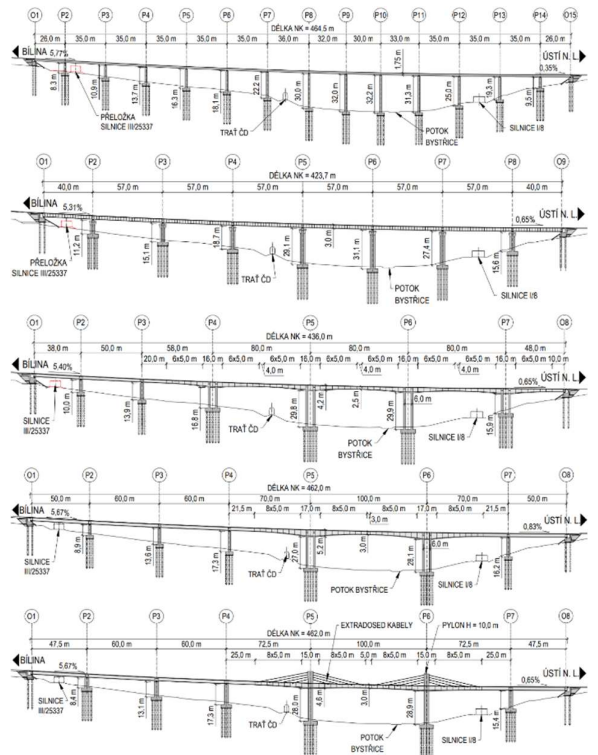 O1 P2 P3 P4 P5 P6 P7 P8 P9 P10 P11 P12 P13 P14 O15
DÉLKA NK = 464,5 m
26,0 m 35,0 m 35,0 m 35,0 m 35,0 m 35,0 m 36,0 m 32,0 m 30,0 m 33,0 m 35,0 m 35,0 m 35,0 m 26,0 m
BÍLINA 5,77% 1,75 m ÚSTÍ N. L.
0,35%
8,3 m 10,9 m 13,7 m 16,3 m 18,1 m 22,2 m 30,0 m 32,0 m 32,2 m 31,3 m 25,0 m 19,3 m 9,5 m
PŘELOŽKA
SILNICE III/25337
TRAŤ ČD
POTOK
BYSTŘICE
SILNICE I/8
O1 P2 P3 P4 P5 P6 P7 P8 O9
DÉLKA NK = 423,7 m
40,0 m 57,0 m 57,0 m 57,0 m 57,0 m 57,0 m 57,0 m 40,0 m
BÍLINA 5,31% 0,65% ÚSTÍ N. L.
11,2 m 15,1 m 18,7 m 29,1 m 3,0 m 31,1 m 27,4 m 15,6 m
PŘELOŽKA
SILNICE III/25337
TRAŤ ČD
POTOK
BYSTŘICE
SILNICE I/8
O1 P2 P3 P4 P5 P6 P7 O8
DÉLKA NK = 436,0 m
38,0 m 50,0 m 58,0 m 80,0 m 80,0 m 80,0 m 48,0 m
20,0 m 6x5,0 m 16,0 m 6x5,0 m 6x5,0 m 16,0 m 6x5,0 m 6x5,0 m 16,0 m 6x5,0 m 6x5,0 m 16,0 m 6x5,0 m 10,0 m
4,0 m 4,0 m 4,0 m
BÍLINA 5.40% 0,65% ÚSTÍ N. L.
10,0 m 13,9 m 16,8 m 29,8 m 4,2 m 2,5 m 29,9 m 6,0 m 15,9 m
SILNICE
III/25337
TRAŤ ČD
POTOK
BYSTŘICE
SILNICE I/8
O1 P2 P3 P4 P5 P6 P7 O8
DÉLKA NK = 462,0 m
50,0 m 60,0 m 60,0 m 70,0 m 100,0 m 70,0 m 50,0 m
21,5 m 8x5,0 m 17,0 m 8x5,0 m 8x5,0 m 17,0 m 8x5,0 m 21,5 m
3,0 m
BÍLINA 5,67% 0,83% ÚSTÍ N. L.
8,9 m 13,6 m 17,3 m 27,0 m 5,2 m 3,0 m 28,1 m 6,0 m 16,2 m
SILNICE
III/25337
TRAŤ ČD
POTOK BYSTŘICE
SILNICE I/8
O1 P2 P3 P4 P5 P6 P7 O8
EXTRADOSED KABELY PYLON H = 10,0 m
DÉLKA NK = 462,0 m
47,5 m 60,0 m 60,0 m 72,5 m 100,0 m 72,5 m 47,5 m
25,0 m 8x5,0 m 15,0 m 8x5,0 m 5,0 m 8x5,0 m 15,0 m 8x5,0 m 25,0 m
BÍLINA 5,67% 0,65% ÚSTÍ N. L.
8,4 m 13,1 m 17,3 m 26,0 m 4,6 m 3,0 m 28,9 m 15,4 m
SILNICE
III/25337
TRAŤ ČD
POTOK BYSTŘICE
SILNICE I/8